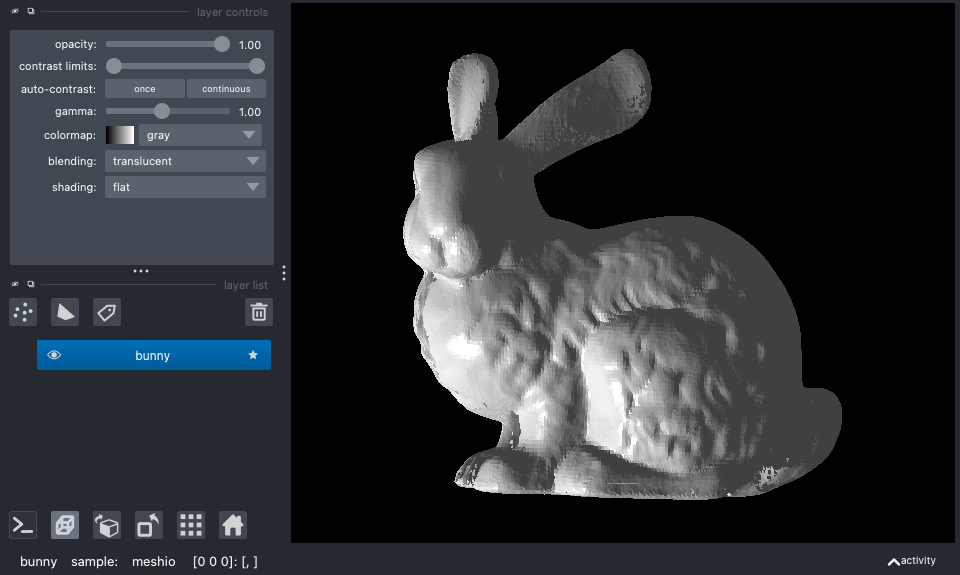 layer controls
opacity: 1.00
contrast limits:
auto-contrast: once continuous
gamma: 1.00
colormap: gray
blending: translucent
shading: flat
layer list
bunny
bunny sample: meshio [0 0 0]: [, ]
activity